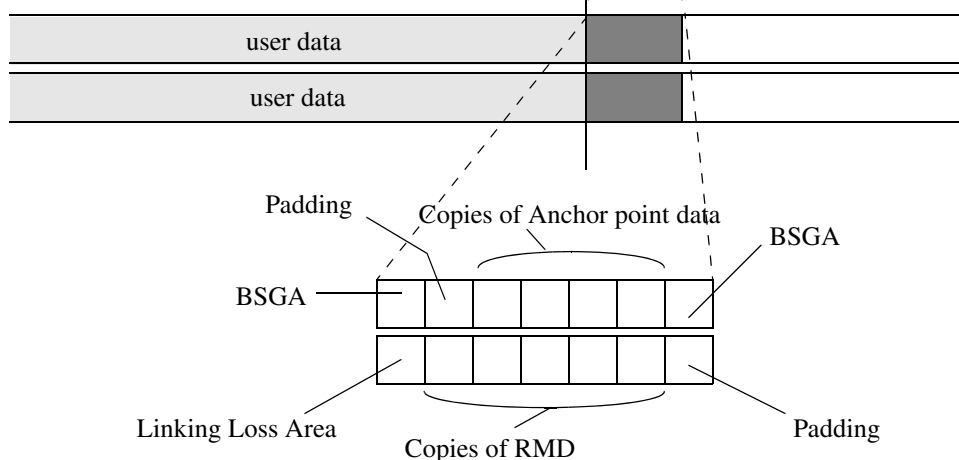 user data
user data
Padding
Copies of Anchor point data
BSGA
BSGA
Linking Loss Area
Copies of RMD
Padding